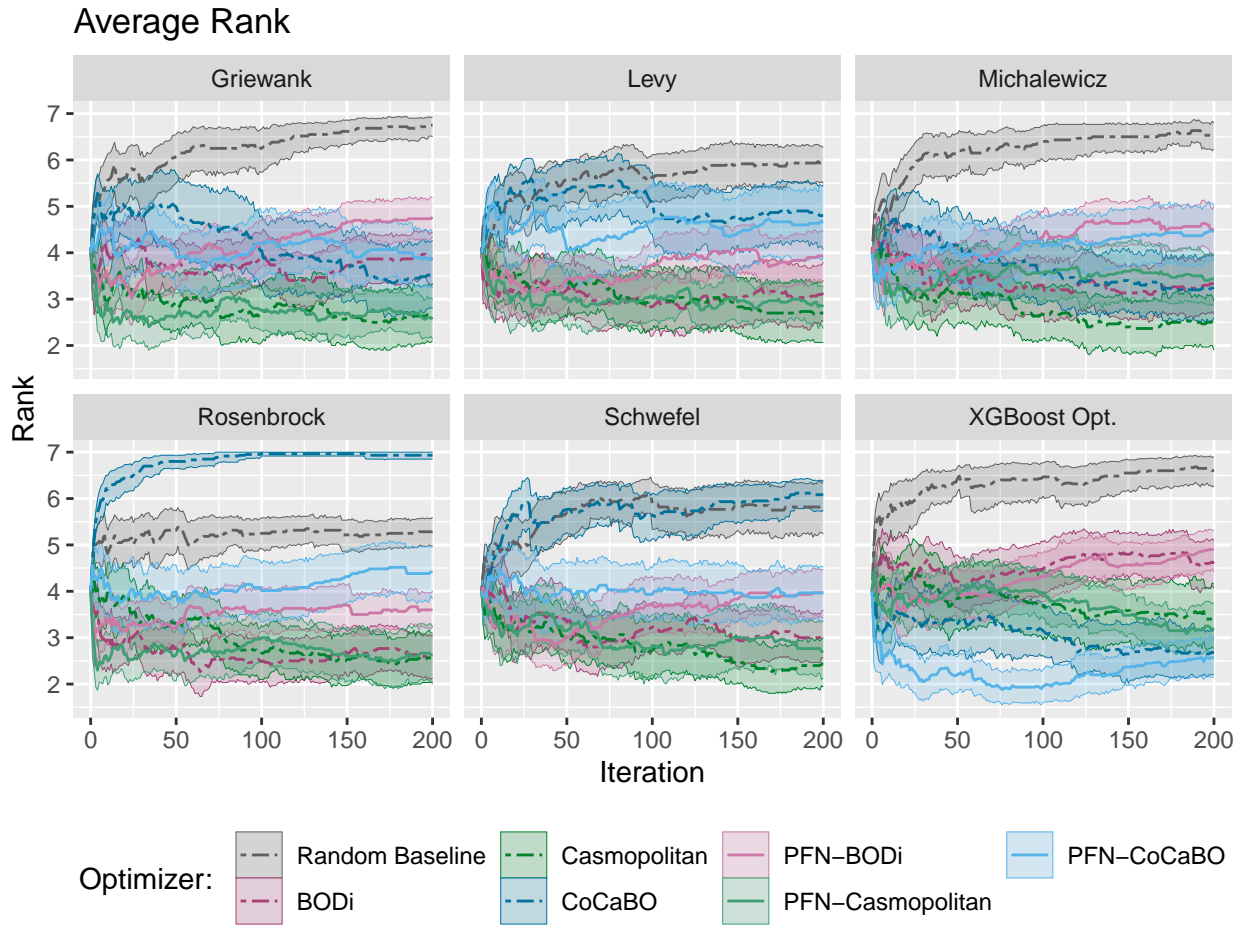 Average Rank
Griewank Levy Michalewicz
7
6
5
4
3
2
Rosenbrock Schwefel XGBoost Opt.
7
6
5
4
3
2
Rank
0 50 100 150 200 0 50 100 150 200 0 50 100 150 200
Iteration
Optimizer:
Random Baseline Casmopolitan PFN−BODi PFN−CoCaBO
BODi CoCaBO PFN−Casmopolitan